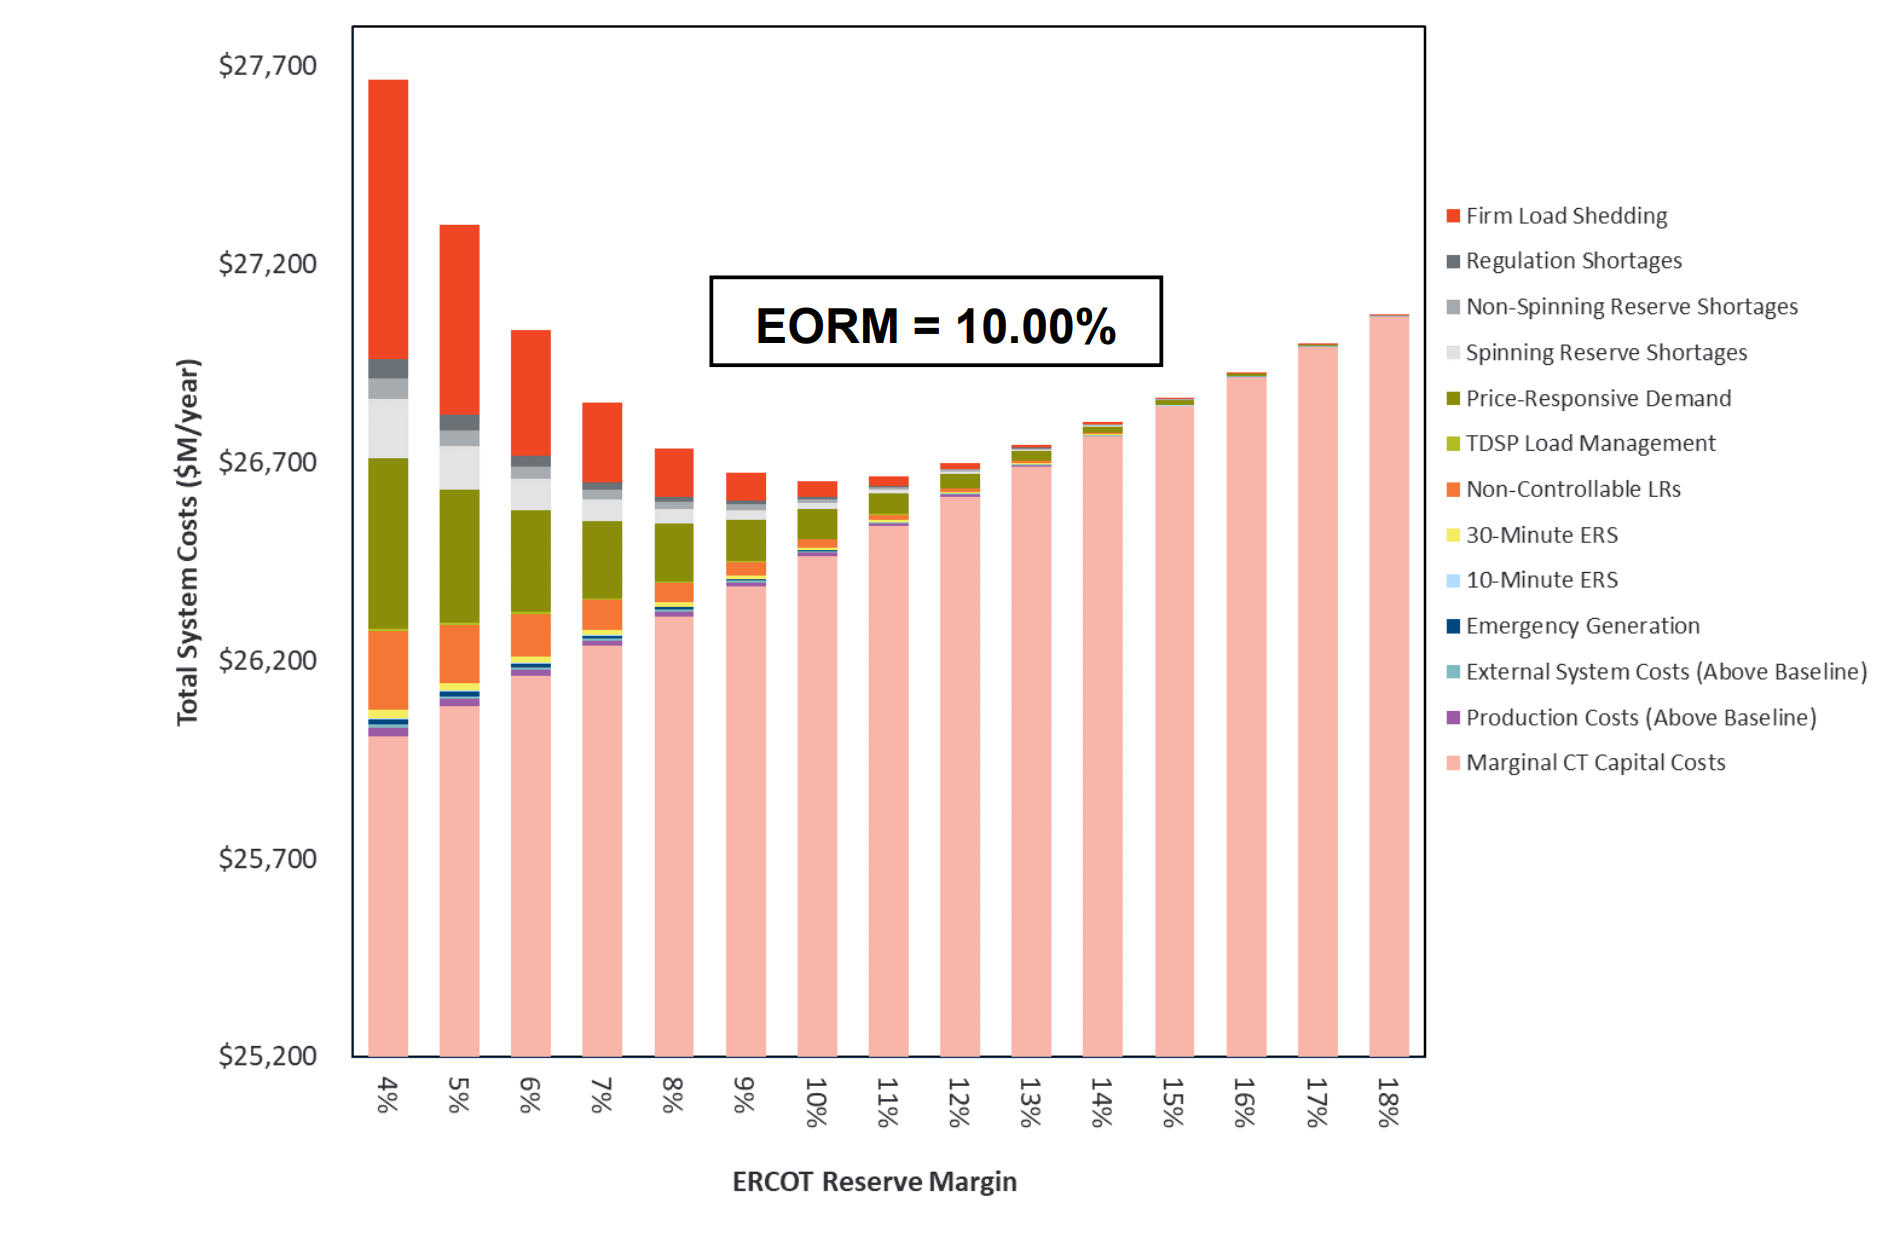 $27,700
$27,200
$26,700
$26,200
$25,700
$25,200
Total System Costs ($M/year)
EORM = 10.00%
4%
5%
6%
7%
8%
9%
10%
11%
12%
13%
14%
15%
16%
17%
18%
ERCOT Reserve Margin
Firm Load Shedding
Regulation Shortages
Non-Spinning Reserve Shortages
Spinning Reserve Shortages
Price-Responsive Demand
TDSP Load Management
Non-Controllable LRs
30-Minute ERS
10-Minute ERS
Emergency Generation
External System Costs (Above Baseline)
Production Costs (Above Baseline)
Marginal CT Capital Costs